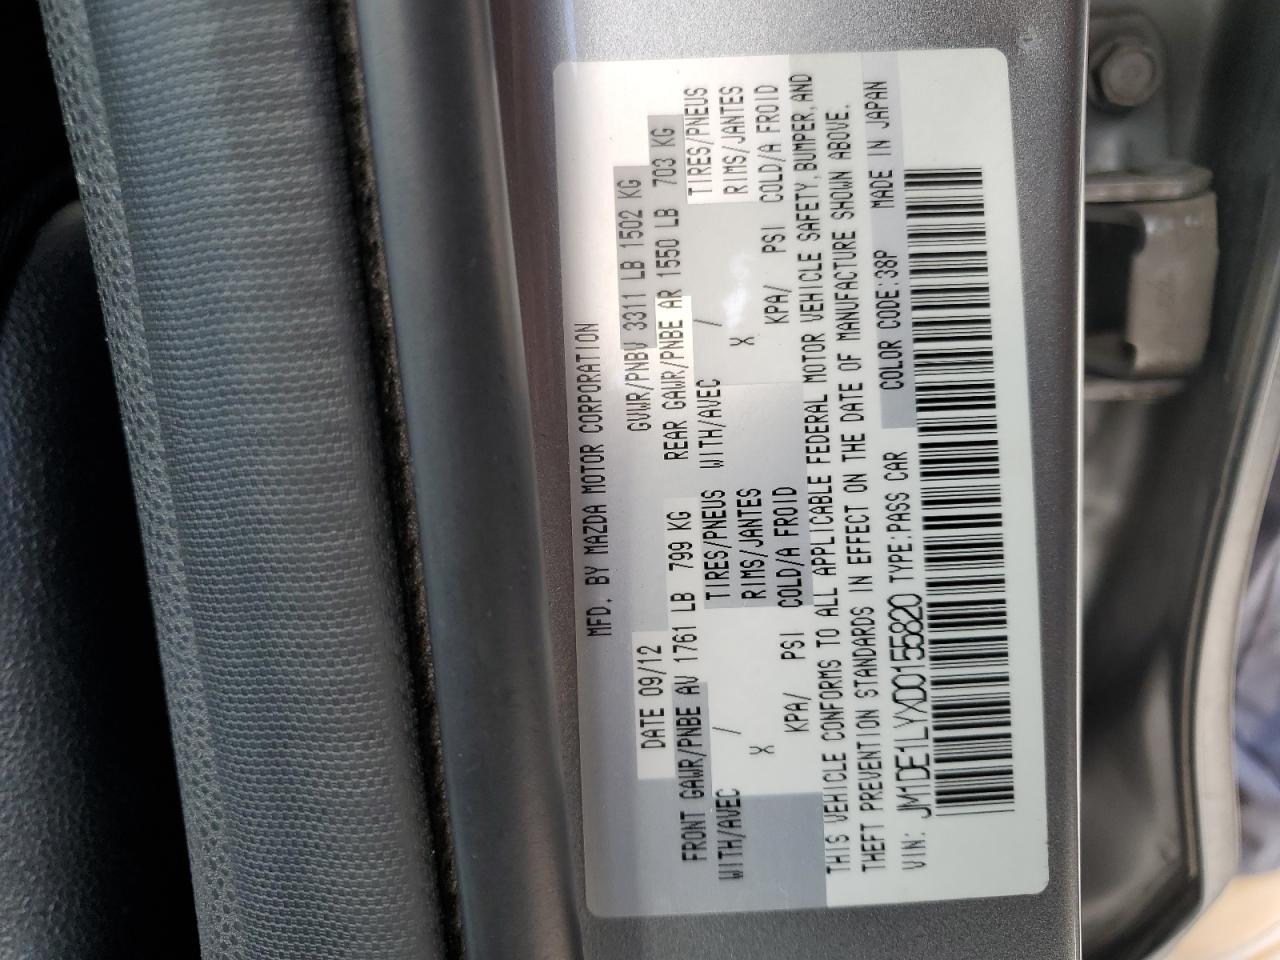 MFD. BY MAZDA MOTOR CORPORATION
DATE 09/12 GVWR/PNBV 3311 LB 1502 KG
FRONT GAWR/PNBE AV 1761 LB 799 KG REAR GAWR/PNBE AR 1550 LB 703 KG
WITH/AVEC / TIRES/PNEUS WITH/AVEC / TIRES/PNEUS
X RIMS/JANTES X RIMS/JANTES
KPA/ PSI COLD/A FROID KPA/ PSI COLD/A FROID
THIS VEHICLE CONFORMS TO ALL APPLICABLE FEDERAL MOTOR VEHICLE SAFETY, BUMPER, AND
THEFT PREVENTION STANDARDS IN EFFECT ON THE DATE OF MANUFACTURE SHOWN ABOVE.
VIN: JM1DE1LYXD0155820 TYPE:PASS CAR COLOR CODE:38P MADE IN JAPAN